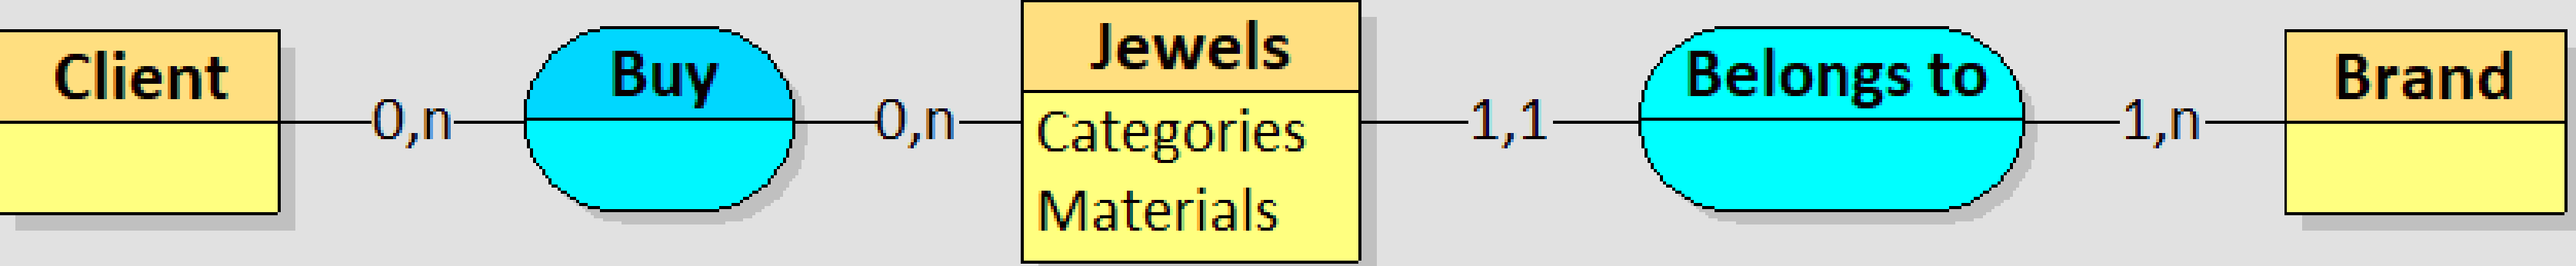 Client
0,n
Buy
0,n
Jewels
Categories
Materials
1,1
Belongs to
1,n
Brand